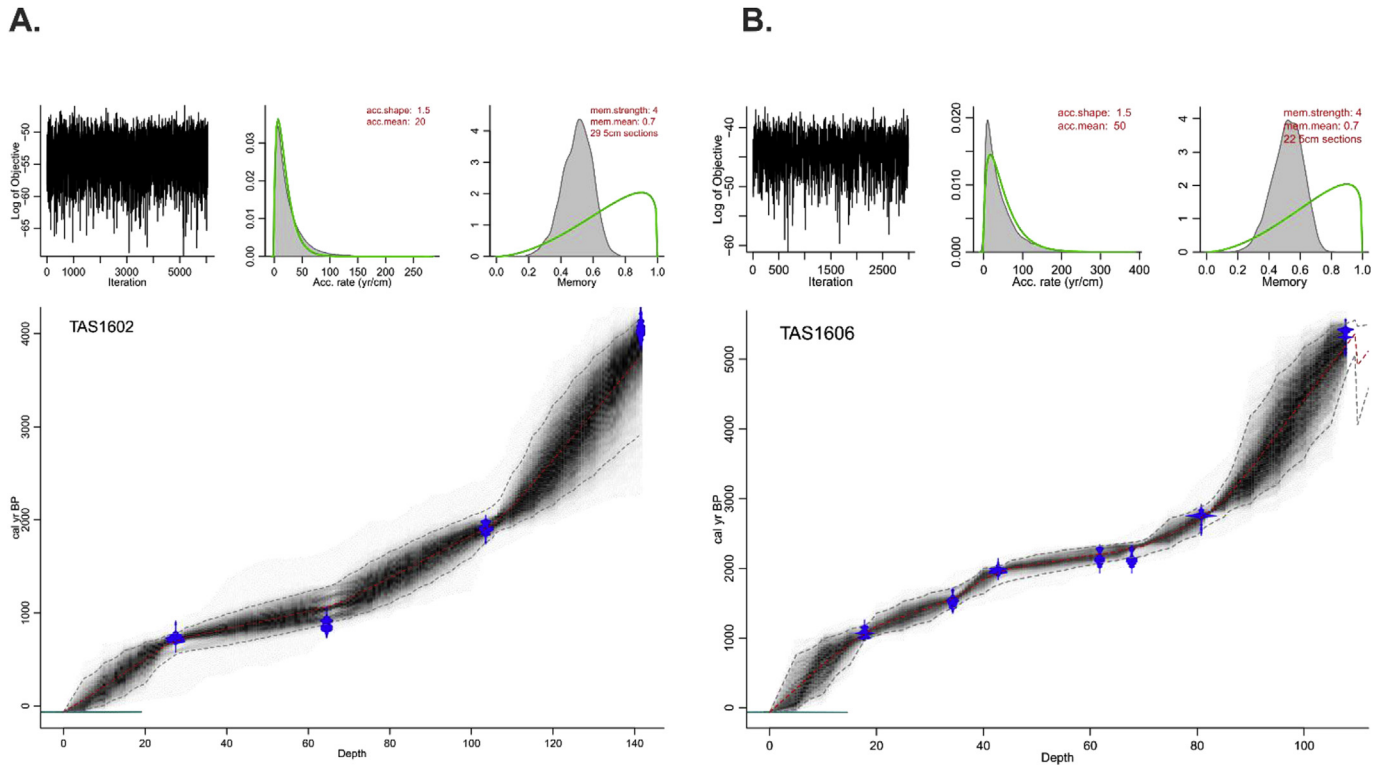 A.
B.
acc.shape: 1.5
acc.mean: 20
mem.strength: 4
mem.mean: 0.7
29 5cm sections
Log of Objective
−50
−55
−60
−65
0 1000 3000 5000
Iteration
0.00 0.01 0.02 0.03
0 50 100 150 200 250
Acc. rate (yr/cm)
0 1 2 3 4
0.0 0.2 0.4 0.6 0.8 1.0
Memory
acc.shape: 1.5
acc.mean: 50
mem.strength: 4
mem.mean: 0.7
22 5cm sections
Log of Objective
−40
−50
−60
0 500 1500 2500
Iteration
0.000 0.010 0.020
0 100 200 300 400
Acc. rate (yr/cm)
0 1 2 3 4
0.0 0.2 0.4 0.6 0.8 1.0
Memory
TAS1602
cal yr BP
0 1000 2000 3000 4000
0 20 40 60 80 100 120 140
Depth
TAS1606
cal yr BP
0 1000 2000 3000 4000 5000
0 20 40 60 80 100
Depth